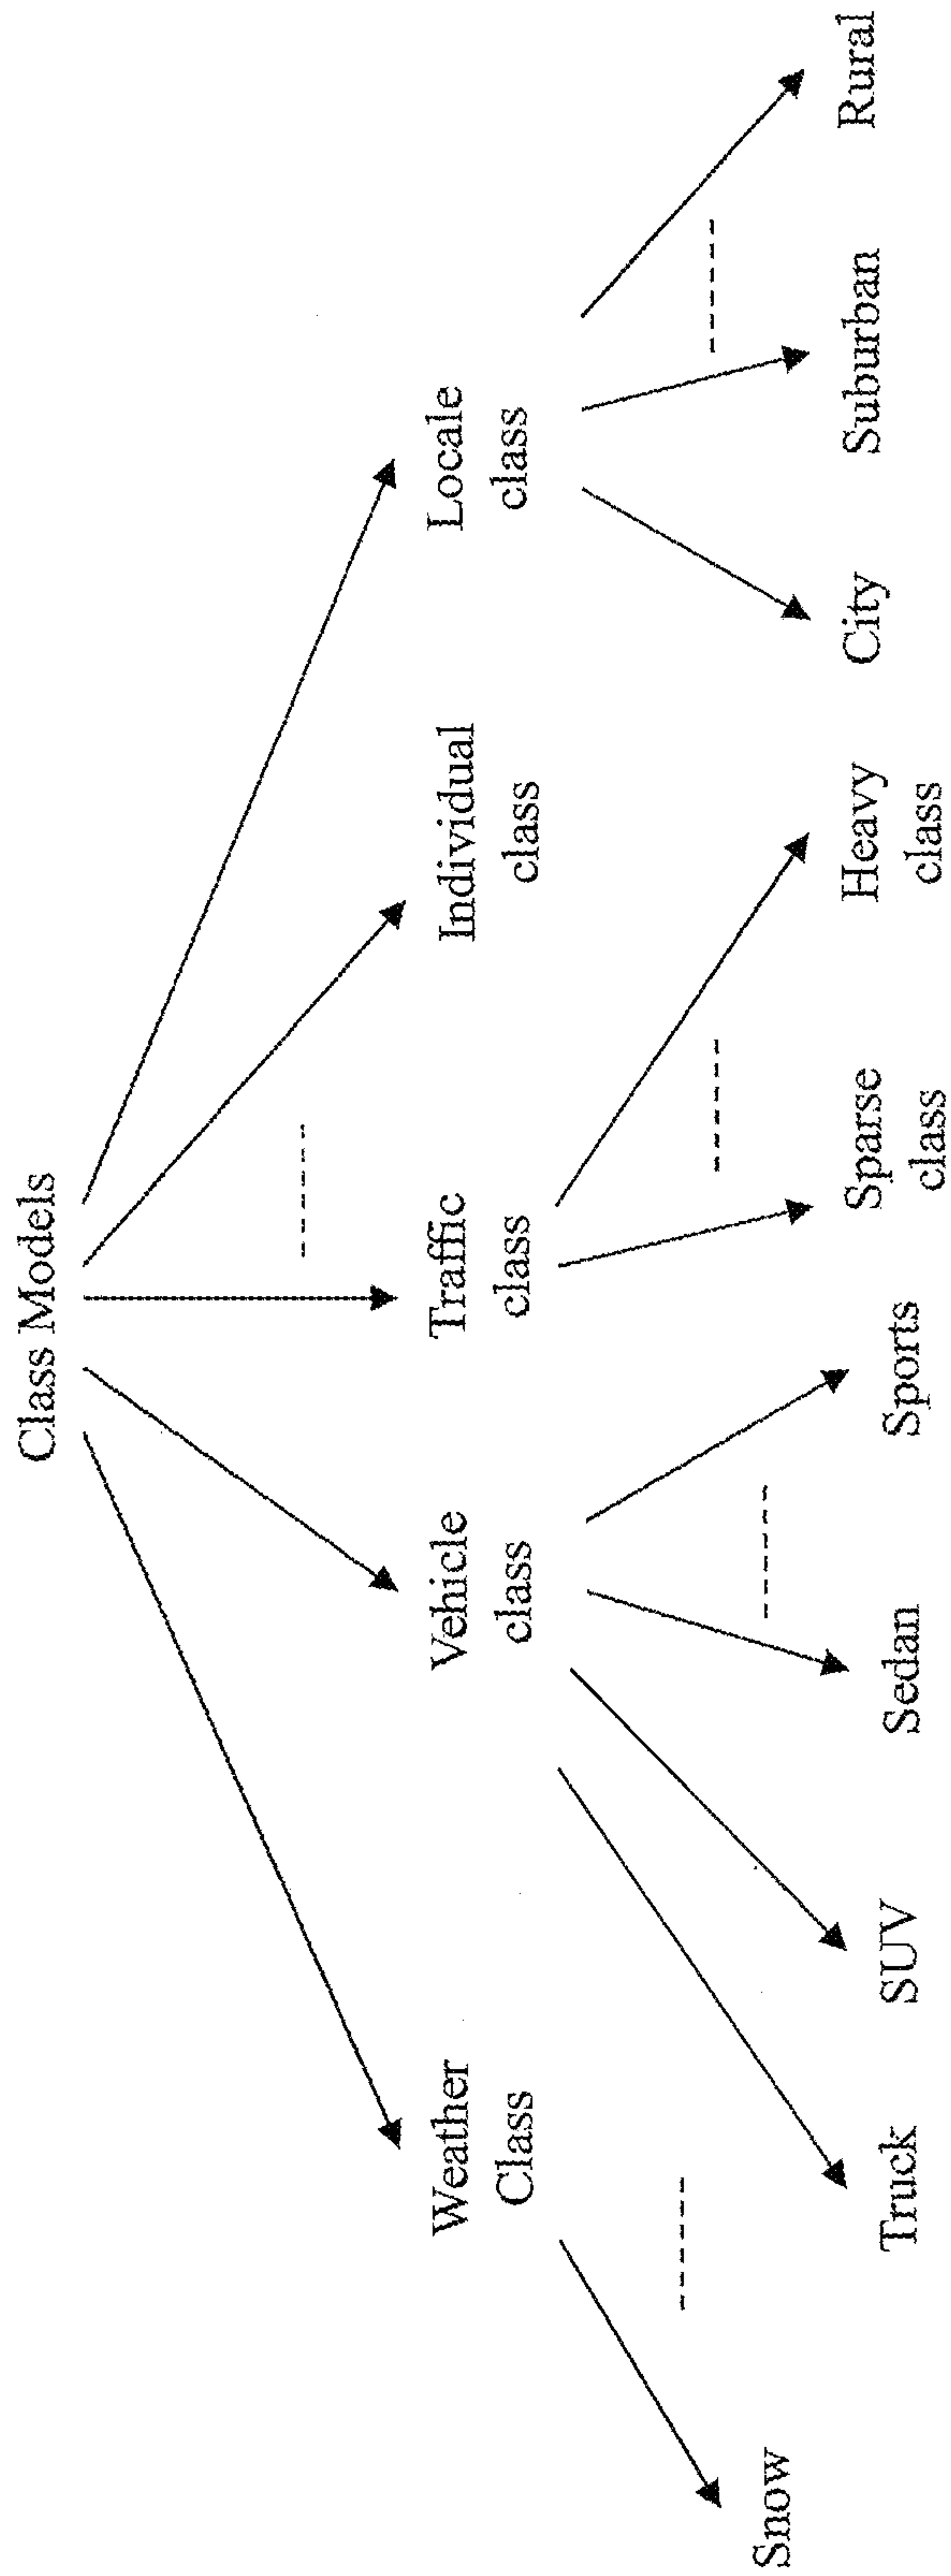 Class Models
Weather
Class
Vehicle
class
Traffic
class
Individual
class
Locale
class
Snow
Truck
SUV
Sedan
Sports
Sparse
class
Heavy
class
City
Suburban
Rural